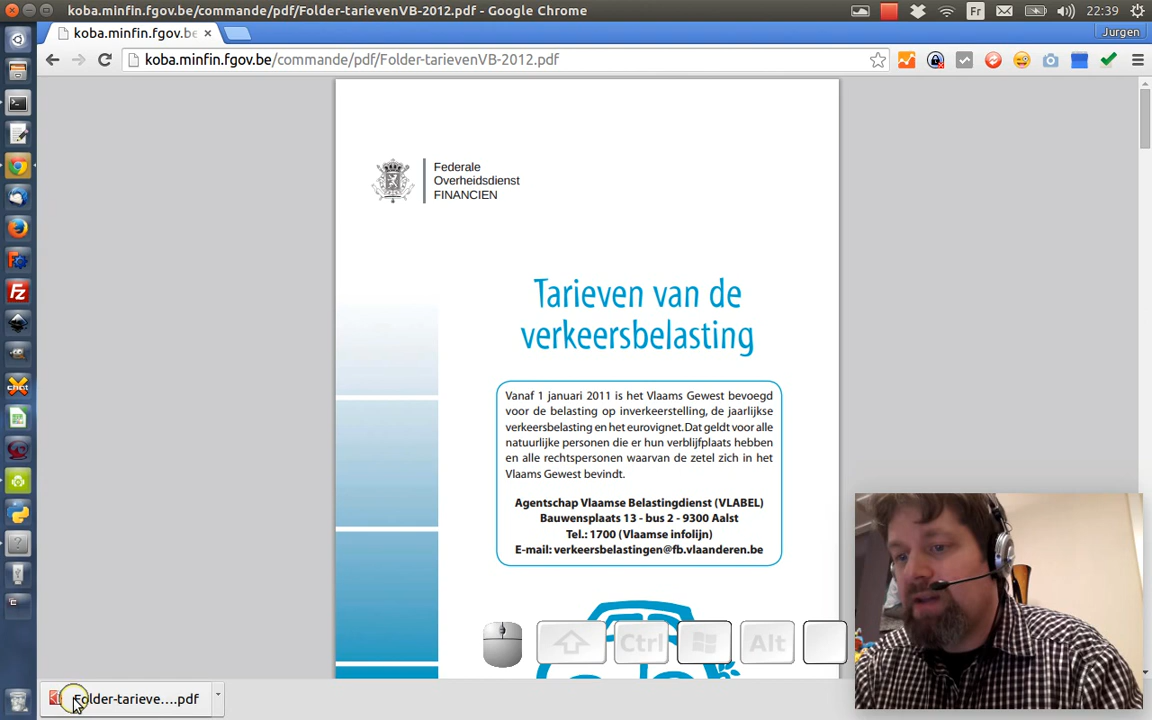 koba.minfin.fgov.be/commande/pdf/Folder-tarievenVB-2012.pdf - Google Chrome
Fr
22:39
koba.minfin.fgov.be
Jurgen
koba.minfin.fgov.be/commande/pdf/Folder-tarievenVB-2012.pdf
Federale
Overheidsdienst
FINANCIEN
Tarieven van de
verkeersbelasting
Vanaf 1 januari 2011 is het Vlaams Gewest bevoegd
voor de belasting op inverkeerstelling, de jaarlijkse
verkeersbelasting en het eurovignet. Dat geldt voor alle
natuurlijke personen die er hun verblijfplaats hebben
en alle rechtspersonen waarvan de zetel zich in het
Vlaams Gewest bevindt.
Agentschap Vlaamse Belastingdienst (VLABEL)
Bauwensplaats 13 - bus 2 - 9300 Aalst
Tel.: 1700 (Vlaamse infolijn)
E-mail: verkeersbelastingen@fb.vlaanderen.be
Ctrl
Alt
Folder-tarieve....pdf